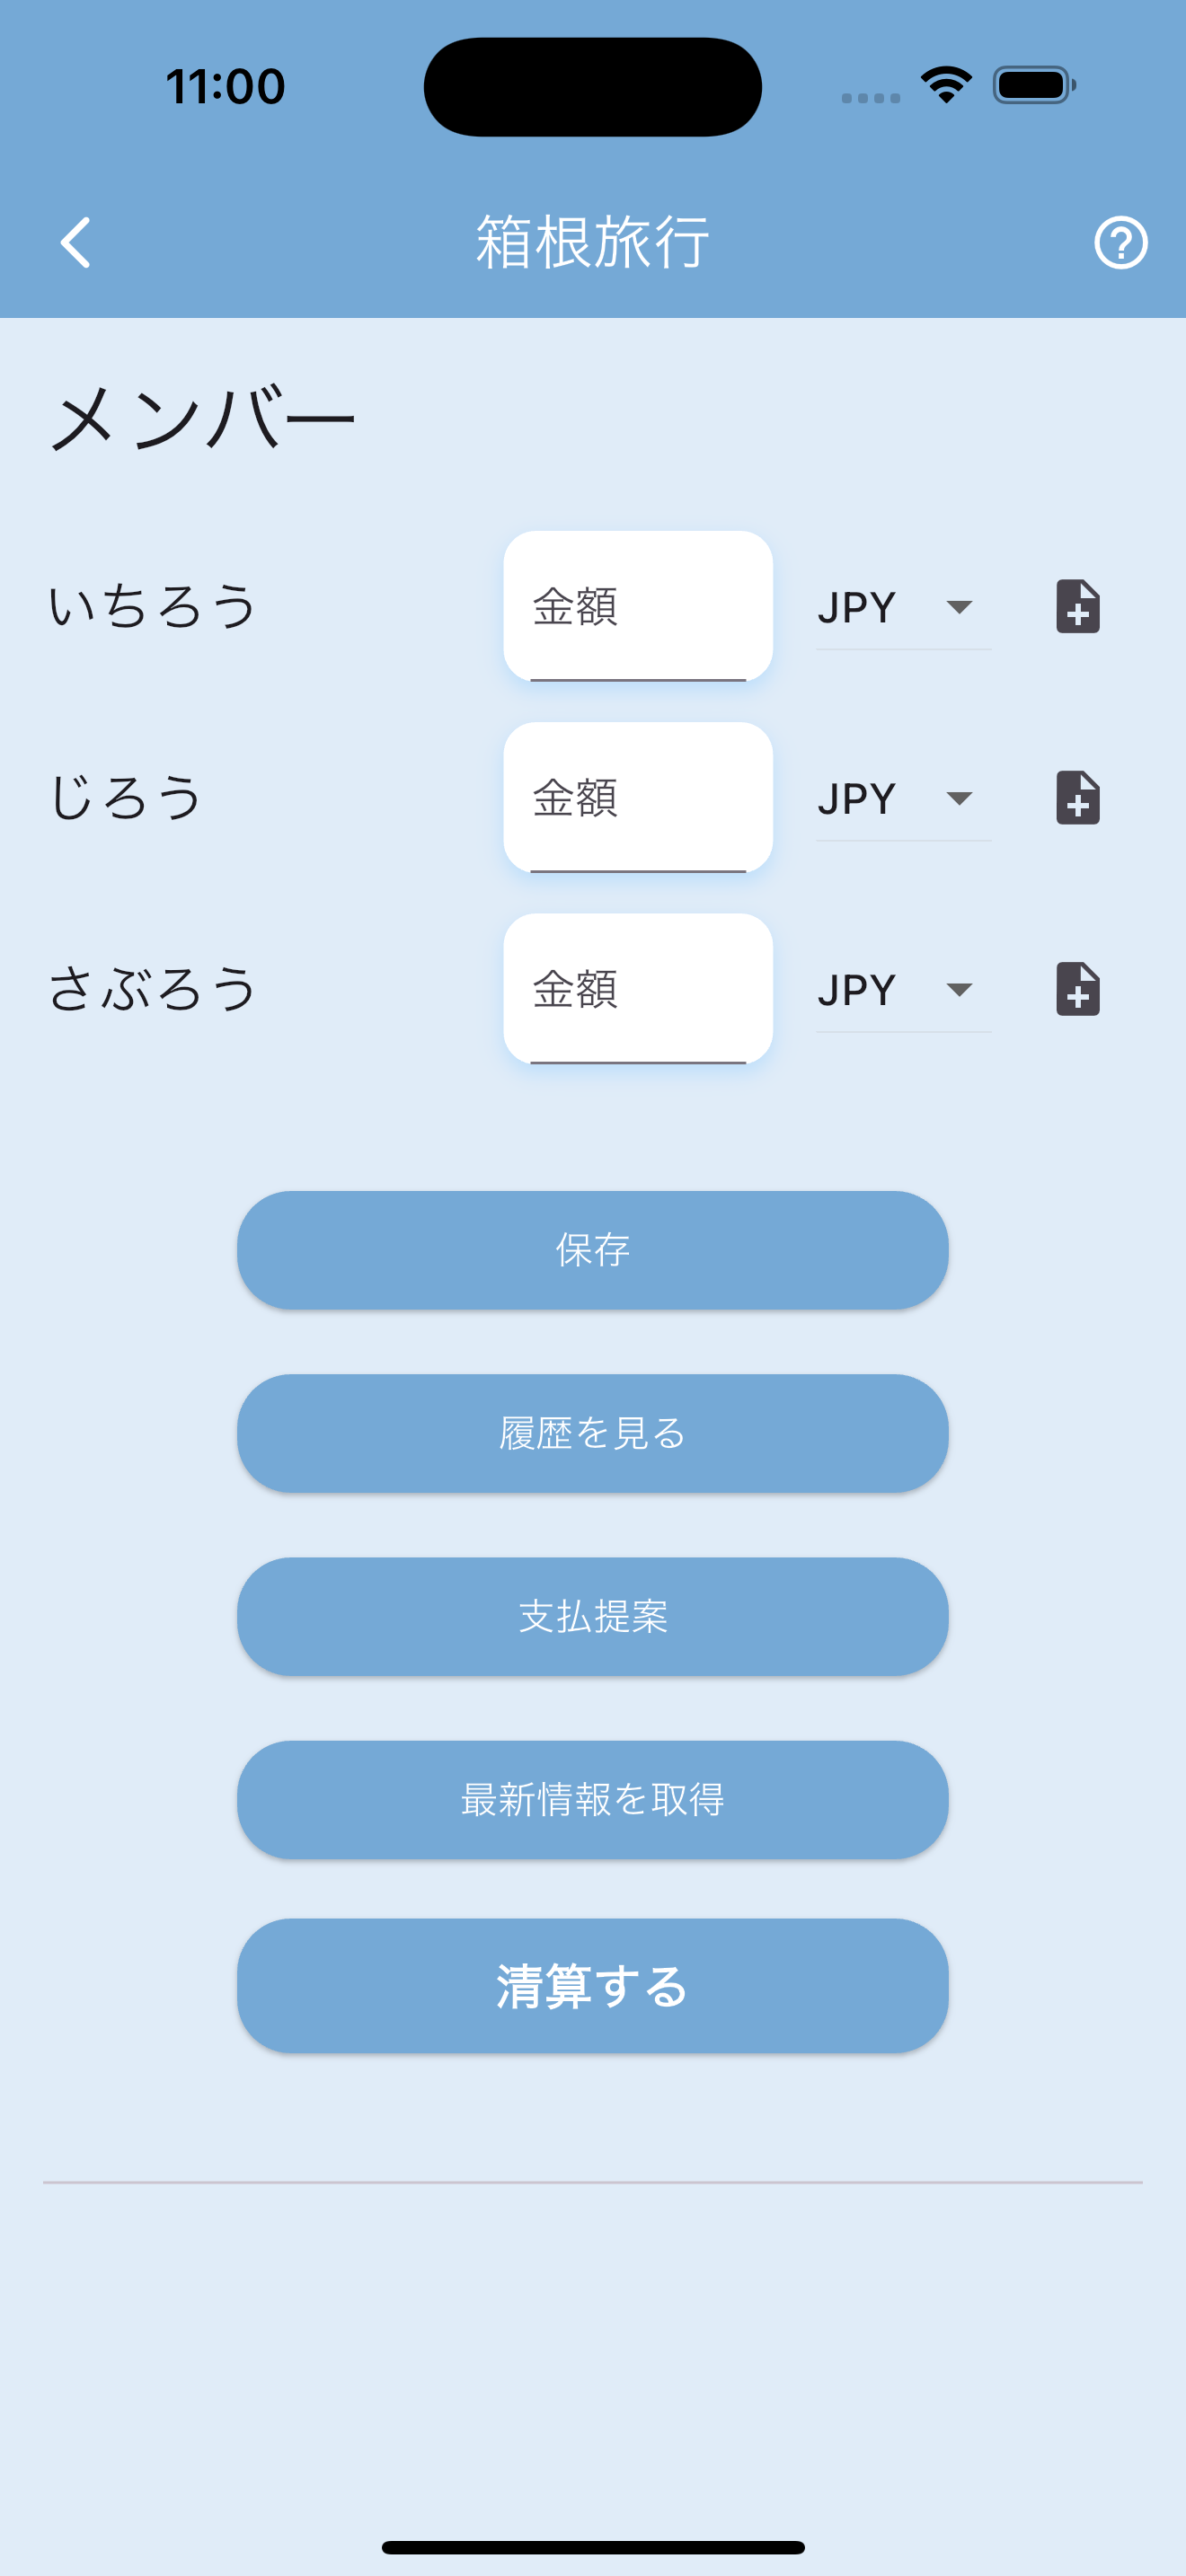 11:00
箱根旅行
メンバー
いちろう 金額 JPY
じろう 金額 JPY
さぶろう 金額 JPY
保存
履歴を見る
支払提案
最新情報を取得
清算する